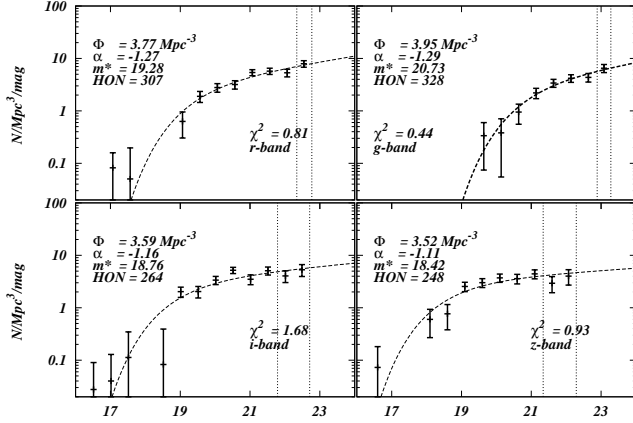 Φ = 3.77 Mpc⁻³
α = -1.27
m* = 19.28
HON = 307
χ² = 0.81
r-band
Φ = 3.95 Mpc⁻³
α = -1.29
m* = 20.73
HON = 328
χ² = 0.44
g-band
N/Mpc³/mag
10
1
0.1
Φ = 3.59 Mpc⁻³
α = -1.16
m* = 18.76
HON = 264
χ² = 1.68
i-band
Φ = 3.52 Mpc⁻³
α = -1.11
m* = 18.42
HON = 248
χ² = 0.93
z-band
N/Mpc³/mag
10
1
0.1
17 19 21 23 17 19 21 23